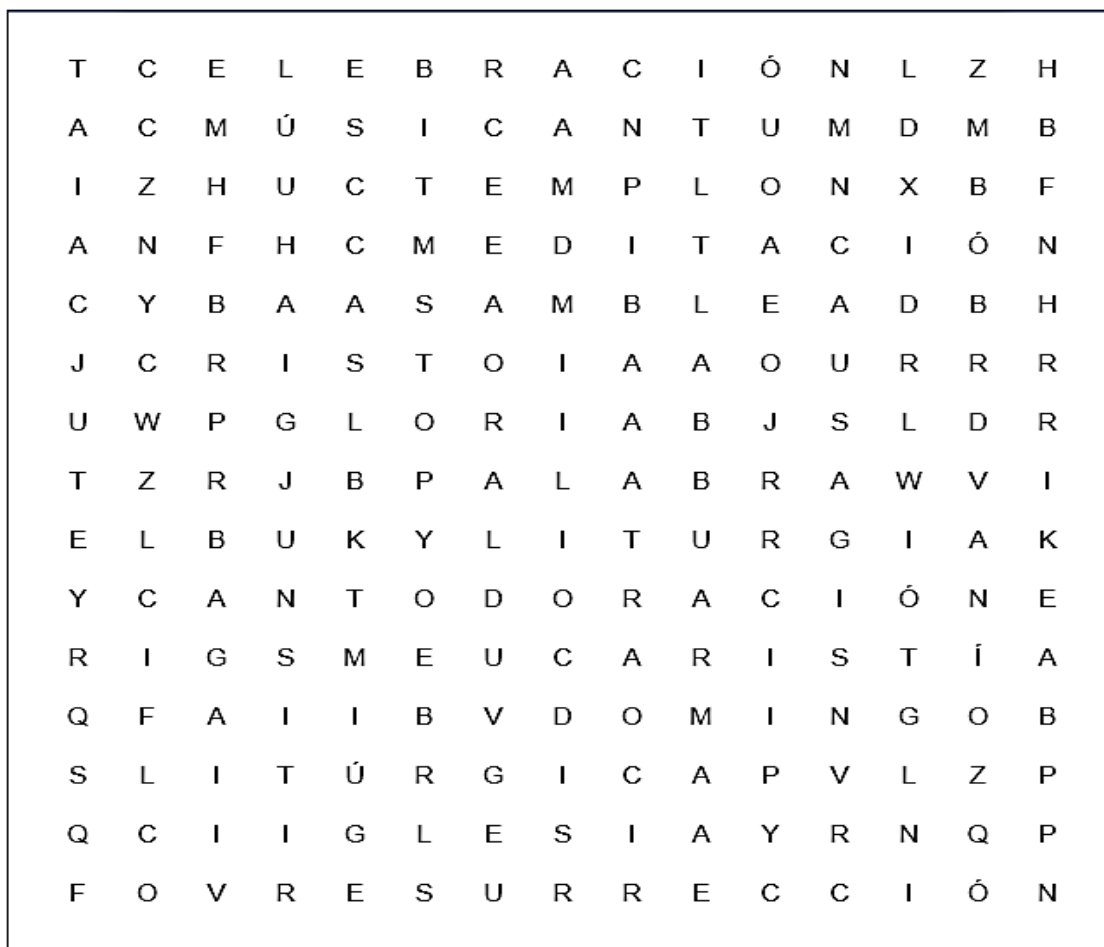 T C E L E B R A C I Ó N L Z H
A C M Ú S I C A N T U M D M B
I Z H U C T E M P L O N X B F
A N F H C M E D I T A C I Ó N
C Y B A A S A M B L E A D B H
J C R I S T O I A A O U R R R
U W P G L O R I A B J S L D R
T Z R J B P A L A B R A W V I
E L B U K Y L I T U R G I A K
Y C A N T O D O R A C I Ó N E
R I G S M E U C A R I S T Í A
Q F A I I B V D O M I N G O B
S L I T Ú R G I C A P V L Z P
Q C I I G L E S I A Y R N Q P
F O V R E S U R R E C C I Ó N